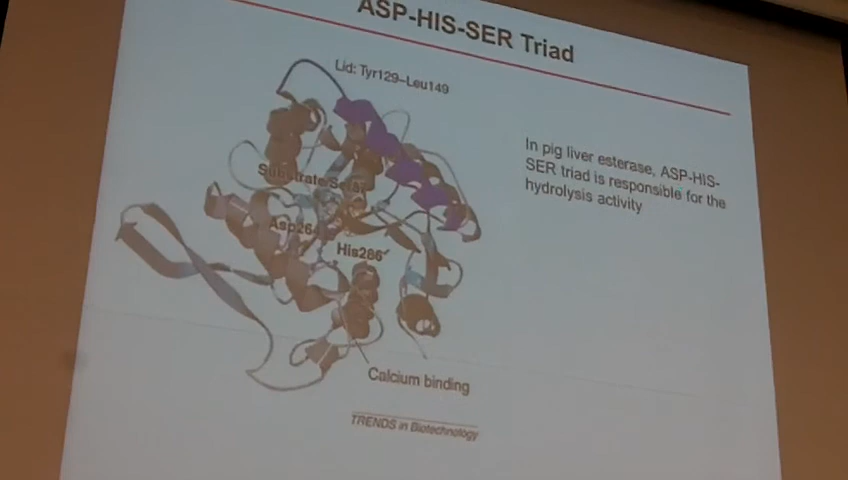 ASP-HIS-SER Triad
Lid: Tyr129–Leu149
In pig liver esterase, ASP-HIS-
SER triad is responsible for the
hydrolysis activity
Substrate/Ser87
Asp264
His286
Calcium binding
TRENDS in Biotechnology